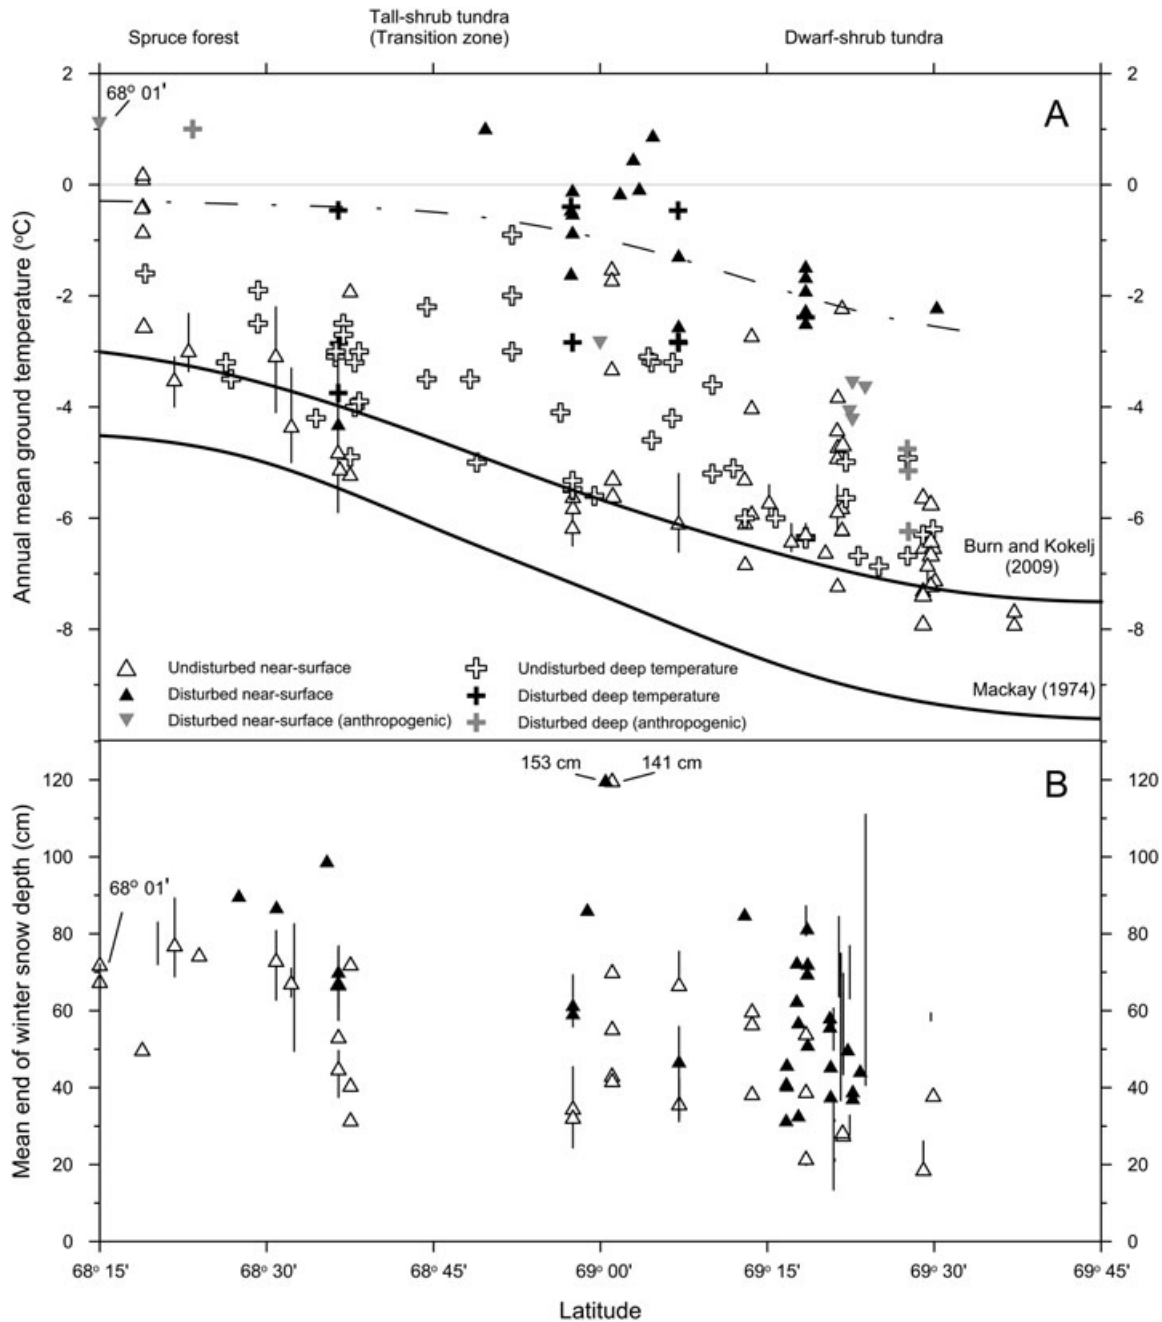 Spruce forest
Tall-shrub tundra
(Transition zone)
Dwarf-shrub tundra
2
2
68° 01'
A
0
0
-2
-2
-4
-4
-6
-6
-8
-8
Annual mean ground temperature (°C)
Burn and Kokelj
(2009)
Mackay (1974)
Undisturbed near-surface
Disturbed near-surface
Disturbed near-surface (anthropogenic)
Undisturbed deep temperature
Disturbed deep temperature
Disturbed deep (anthropogenic)
153 cm
141 cm
B
120
120
100
100
68° 01'
80
80
60
60
40
40
20
20
0
0
Mean end of winter snow depth (cm)
68° 15' 68° 30' 68° 45' 69° 00' 69° 15' 69° 30' 69° 45'
Latitude